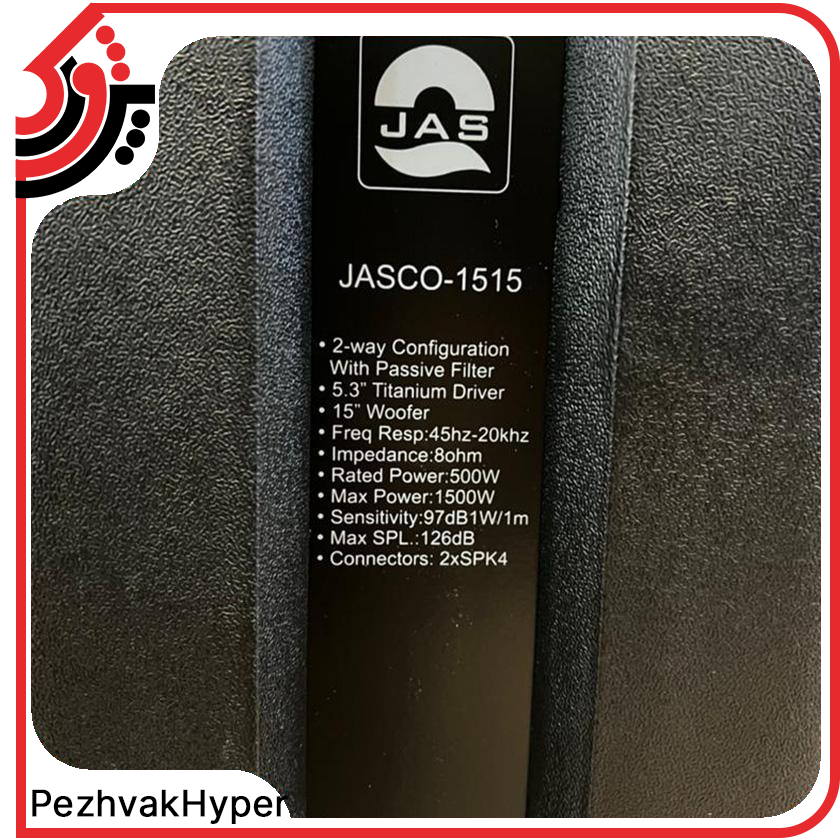 پژواک
JAS
JASCO-1515
• 2-way Configuration
With Passive Filter
• 5.3” Titanium Driver
• 15” Woofer
• Freq Resp:45hz-20khz
• Impedance:8ohm
• Rated Power:500W
• Max Power:1500W
• Sensitivity:97dB1W/1m
• Max SPL.:126dB
• Connectors: 2xSPK4
PezhvakHyper